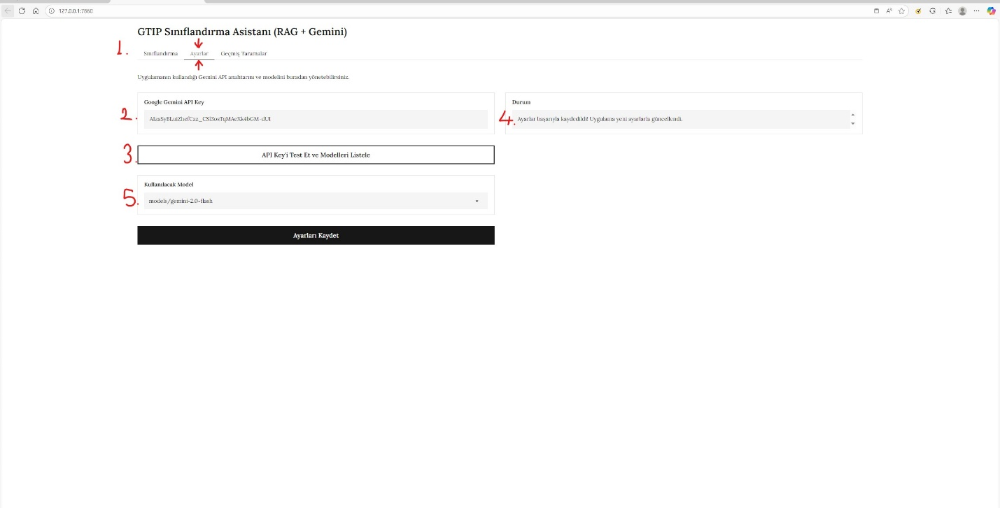 127.0.0.1:7860
GTIP Sınıflandırma Asistanı (RAG + Gemini)
1.
Sınıflandırma Ayarlar Geçmiş Taramalar
Uygulamanın kullandığı Gemini API anahtarını ve modelini buradan yönetebilirsiniz.
Google Gemini API Key
2.
Durum
4. Ayarlar başarıyla kaydedildi! Uygulama yeni ayarlarla güncellendi.
3. API Key'i Test Et ve Modelleri Listele
Kullanılacak Model
5. models/gemini-2.0-flash
Ayarları Kaydet